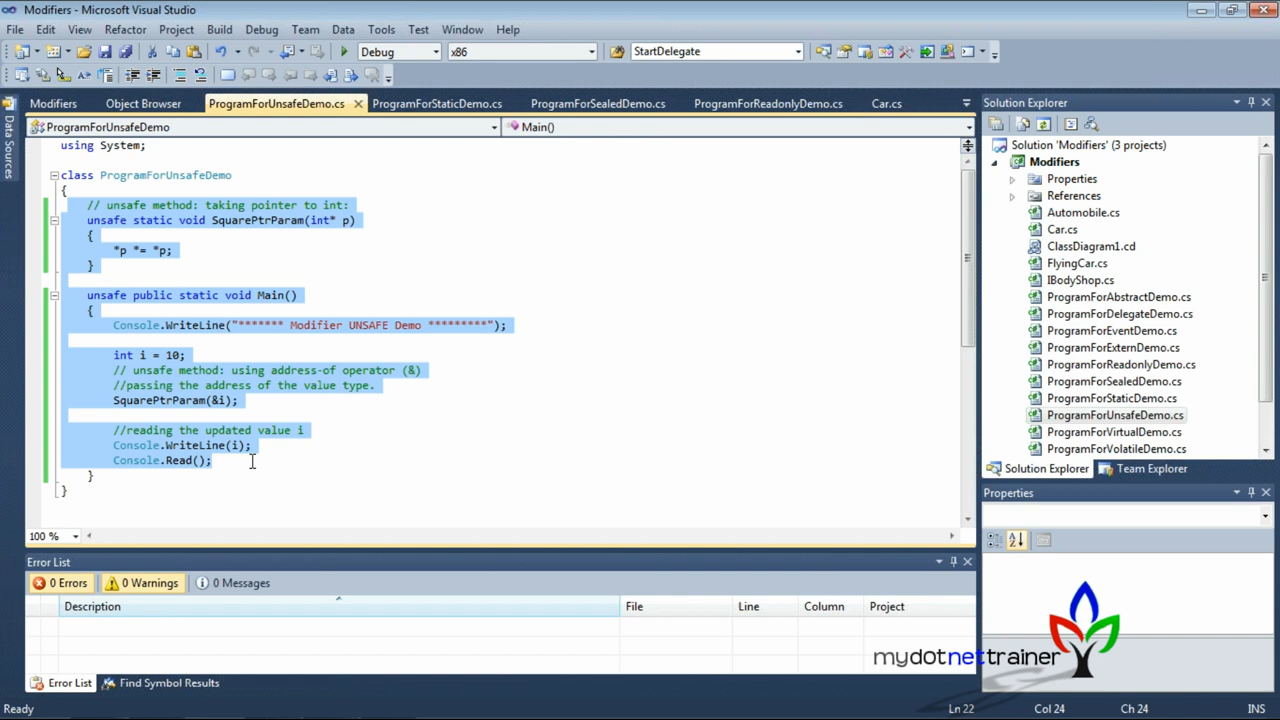 Modifiers - Microsoft Visual Studio
File Edit View Refactor Project Build Debug Team Data Tools Test Window Help
Debug x86 StartDelegate
Modifiers Object Browser ProgramForUnsafeDemo.cs ProgramForStaticDemo.cs ProgramForSealedDemo.cs ProgramForReadonlyDemo.cs Car.cs
Data Sources
ProgramForUnsafeDemo Main()
using System;
class ProgramForUnsafeDemo
{
// unsafe method: taking pointer to int:
unsafe static void SquarePtrParam(int* p)
{
*p *= *p;
}
unsafe public static void Main()
{
Console.WriteLine("******* Modifier UNSAFE Demo *********");
int i = 10;
// unsafe method: using address-of operator (&)
//passing the address of the value type.
SquarePtrParam(&i);
//reading the updated value i
Console.WriteLine(i);
Console.Read();
}
}
100 %
Error List
0 Errors 0 Warnings 0 Messages
Description File Line Column Project
Error List Find Symbol Results
Solution Explorer
Solution 'Modifiers' (3 projects)
Modifiers
Properties
References
Automobile.cs
Car.cs
ClassDiagram1.cd
FlyingCar.cs
IBodyShop.cs
ProgramForAbstractDemo.cs
ProgramForDelegateDemo.cs
ProgramForEventDemo.cs
ProgramForExternDemo.cs
ProgramForReadonlyDemo.cs
ProgramForSealedDemo.cs
ProgramForStaticDemo.cs
ProgramForUnsafeDemo.cs
ProgramForVirtualDemo.cs
ProgramForVolatileDemo.cs
Solution Explorer Team Explorer
Properties
mydotnettrainer
Ready Ln 22 Col 24 Ch 24 INS